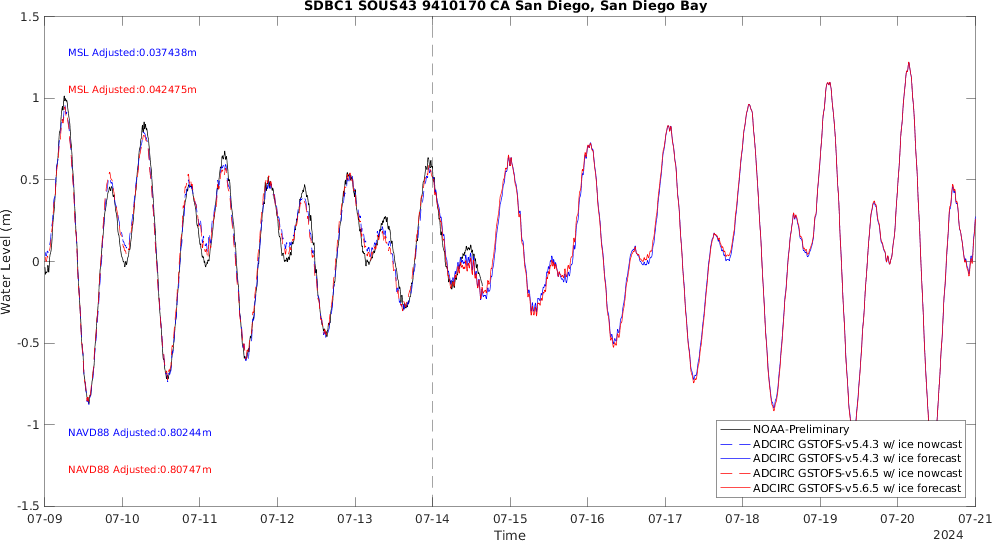 SDBC1 SOUS43 9410170 CA San Diego, San Diego Bay
1.5
1
0.5
0
-0.5
-1
-1.5
Water Level (m)
MSL Adjusted:0.037438m
MSL Adjusted:0.042475m
NAVD88 Adjusted:0.80244m
NAVD88 Adjusted:0.80747m
NOAA-Preliminary
ADCIRC GSTOFS-v5.4.3 w/ ice nowcast
ADCIRC GSTOFS-v5.4.3 w/ ice forecast
ADCIRC GSTOFS-v5.6.5 w/ ice nowcast
ADCIRC GSTOFS-v5.6.5 w/ ice forecast
07-09 07-10 07-11 07-12 07-13 07-14 07-15 07-16 07-17 07-18 07-19 07-20 07-21
Time
2024